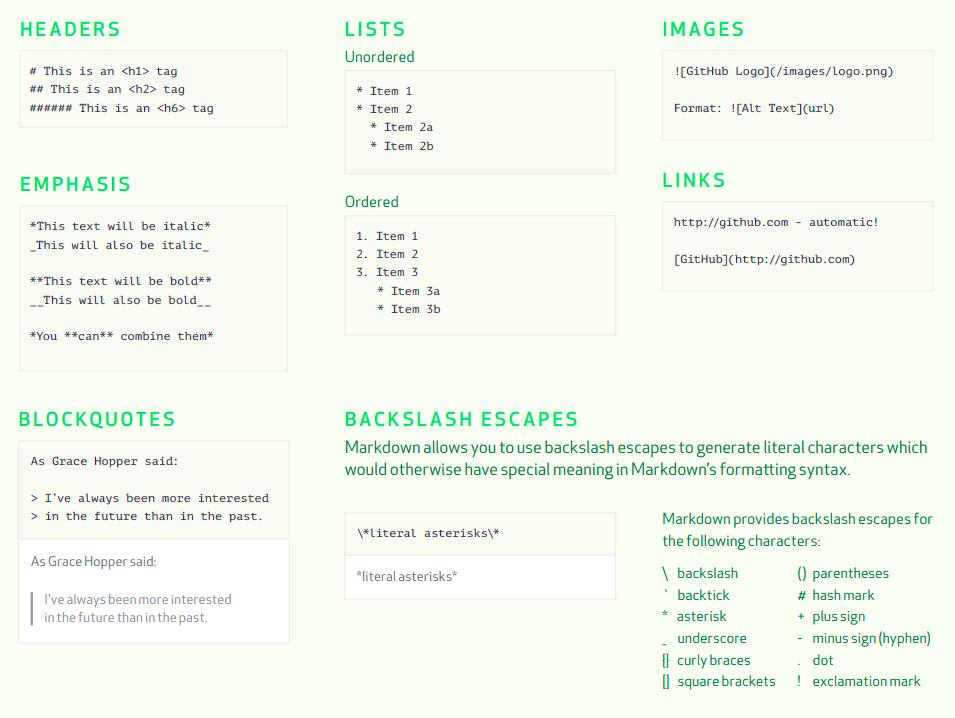 HEADERS
# This is an <h1> tag
## This is an <h2> tag
###### This is an <h6> tag
EMPHASIS
*This text will be italic*
_This will also be italic_
**This text will be bold**
__This will also be bold__
*You **can** combine them*
LISTS
Unordered
* Item 1
* Item 2
  * Item 2a
  * Item 2b
Ordered
1. Item 1
2. Item 2
3. Item 3
   * Item 3a
   * Item 3b
IMAGES
![GitHub Logo](/images/logo.png)
Format: ![Alt Text](url)
LINKS
http://github.com - automatic!
[GitHub](http://github.com)
BLOCKQUOTES
As Grace Hopper said:
> I've always been more interested
> in the future than in the past.
As Grace Hopper said:
I've always been more interested
in the future than in the past.
BACKSLASH ESCAPES
Markdown allows you to use backslash escapes to generate literal characters which
would otherwise have special meaning in Markdown's formatting syntax.
\*literal asterisks\*
*literal asterisks*
Markdown provides backslash escapes for
the following characters:
\ backslash
` backtick
* asterisk
_ underscore
{} curly braces
[] square brackets
() parentheses
# hash mark
+ plus sign
- minus sign (hyphen)
. dot
! exclamation mark